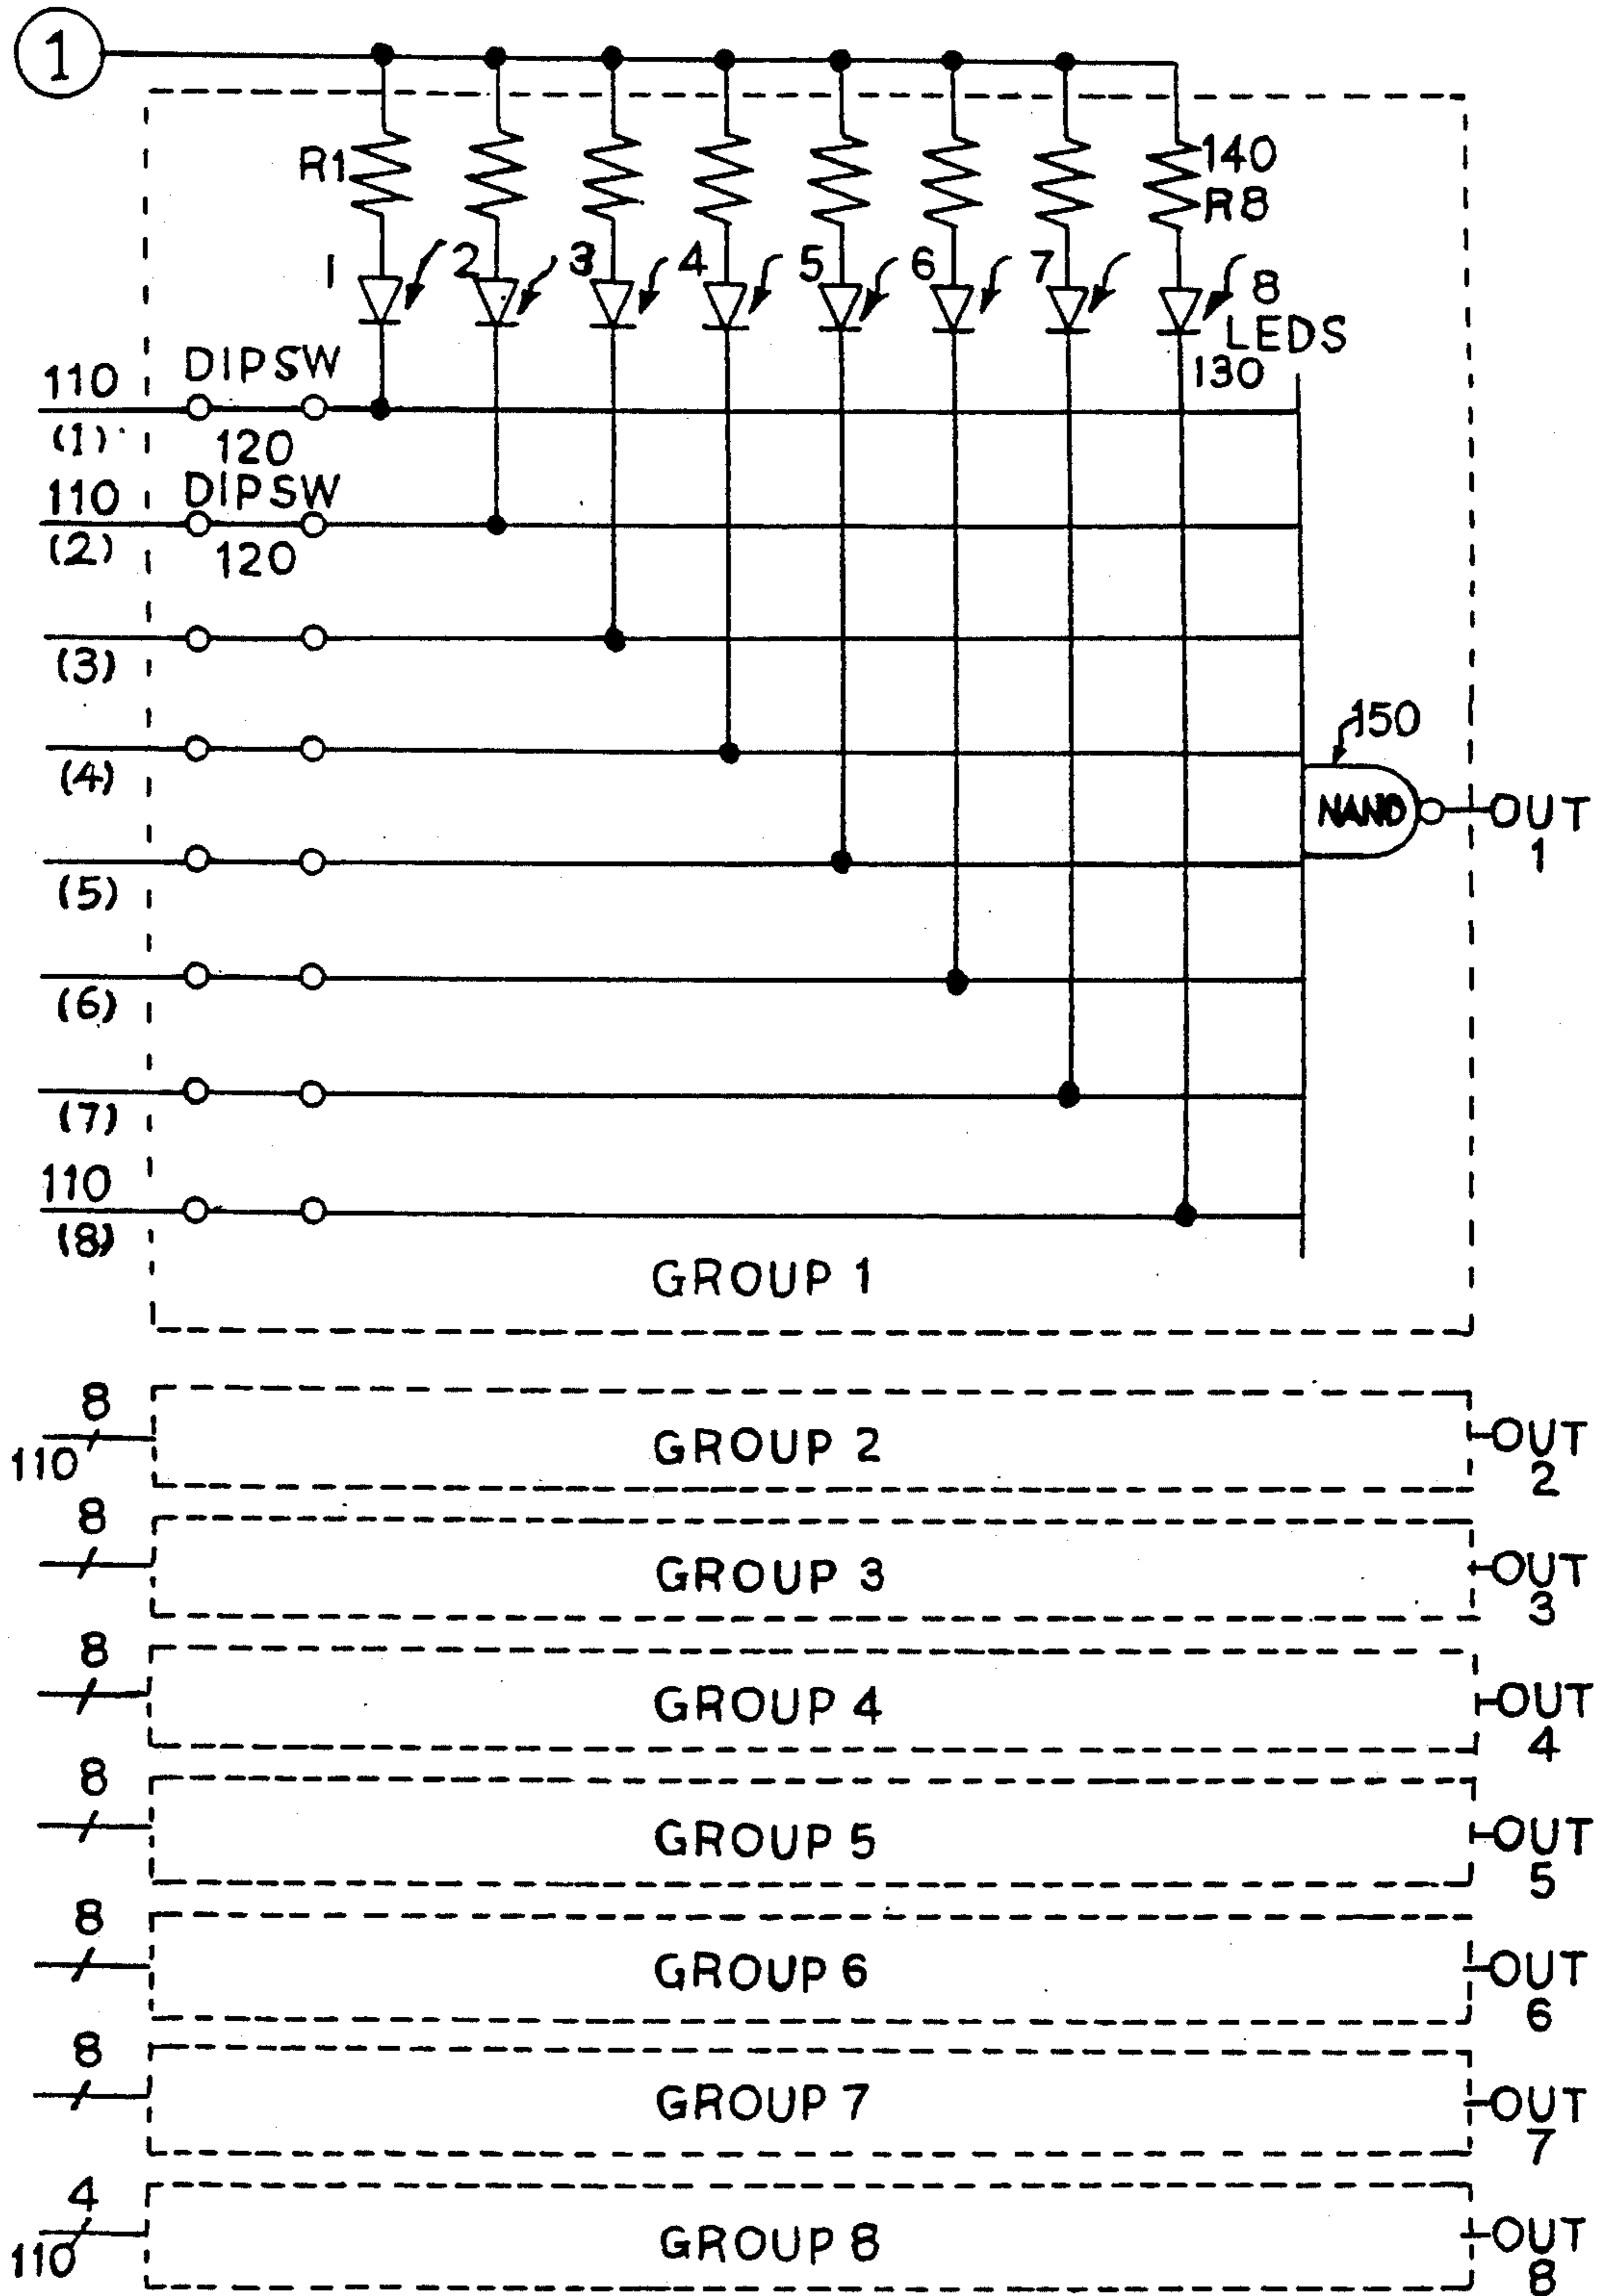 1
R1
140
R8
1 2 3 4 5 6 7 8
LEDS
130
110 DIPSW
(1) 120
110 DIPSW
(2) 120
(3)
(4)
150
NAND OUT
1
(5)
(6)
(7)
110
(8)
GROUP 1
8
110 GROUP 2 OUT
2
8
GROUP 3 OUT
3
8
GROUP 4 OUT
4
8
GROUP 5 OUT
5
8
GROUP 6 OUT
6
8
GROUP 7 OUT
7
4
110 GROUP 8 OUT
8